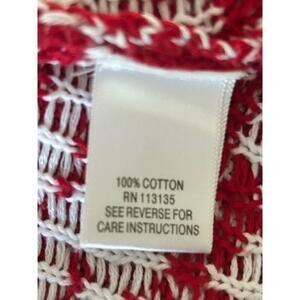 100% COTTON
RN 113135
SEE REVERSE FOR
CARE INSTRUCTIONS